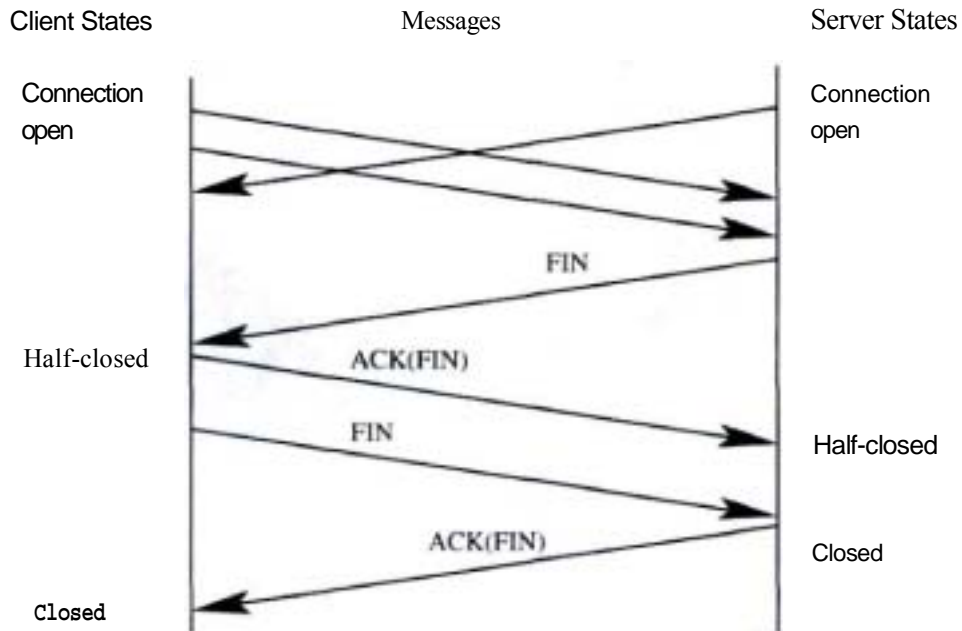 Client States
Messages
Server States
Connection
open
Connection
open
FIN
Half-closed
ACK(FIN)
FIN
Half-closed
ACK(FIN)
Closed
Closed